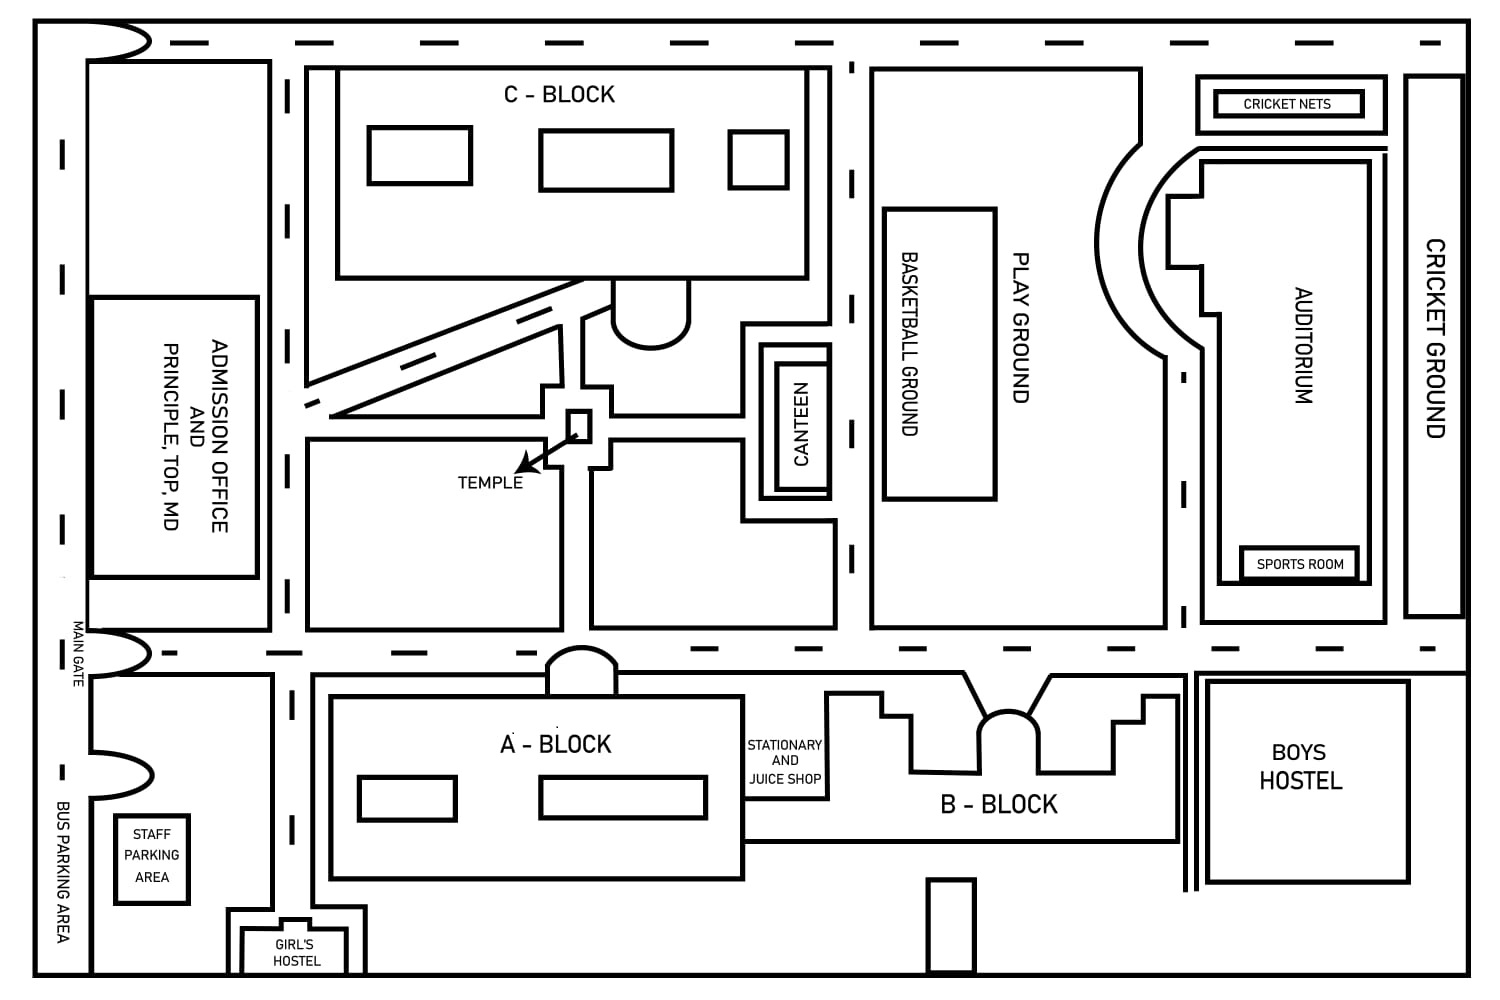 C - BLOCK
CRICKET NETS
ADMISSION OFFICE
AND
PRINCIPLE, TOP, MD
TEMPLE
CANTEEN
BASKETBALL GROUND
PLAY GROUND
AUDITORIUM
SPORTS ROOM
CRICKET GROUND
MAIN GATE
A - BLOCK
STATIONARY
AND
JUICE SHOP
B - BLOCK
BOYS
HOSTEL
BUS PARKING AREA
STAFF
PARKING
AREA
GIRL'S
HOSTEL